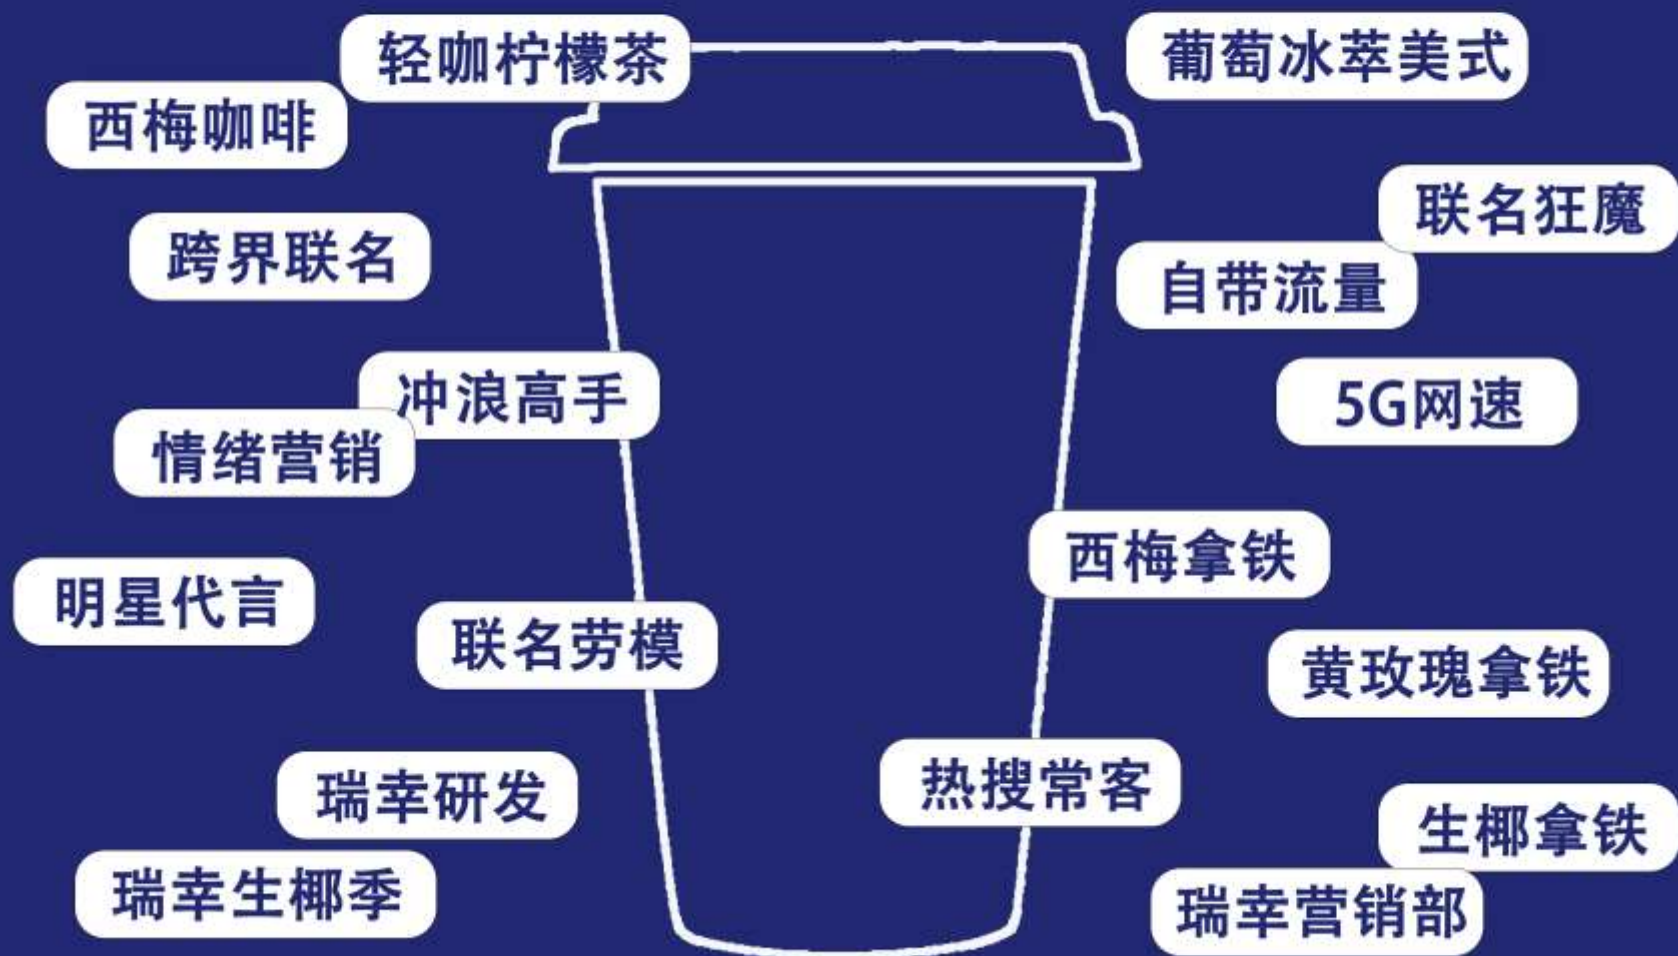 轻咖柠檬茶
葡萄冰萃美式
西梅咖啡
联名狂魔
跨界联名
自带流量
冲浪高手
5G网速
情绪营销
西梅拿铁
明星代言
联名劳模
黄玫瑰拿铁
热搜常客
瑞幸研发
生椰拿铁
瑞幸生椰季
瑞幸营销部